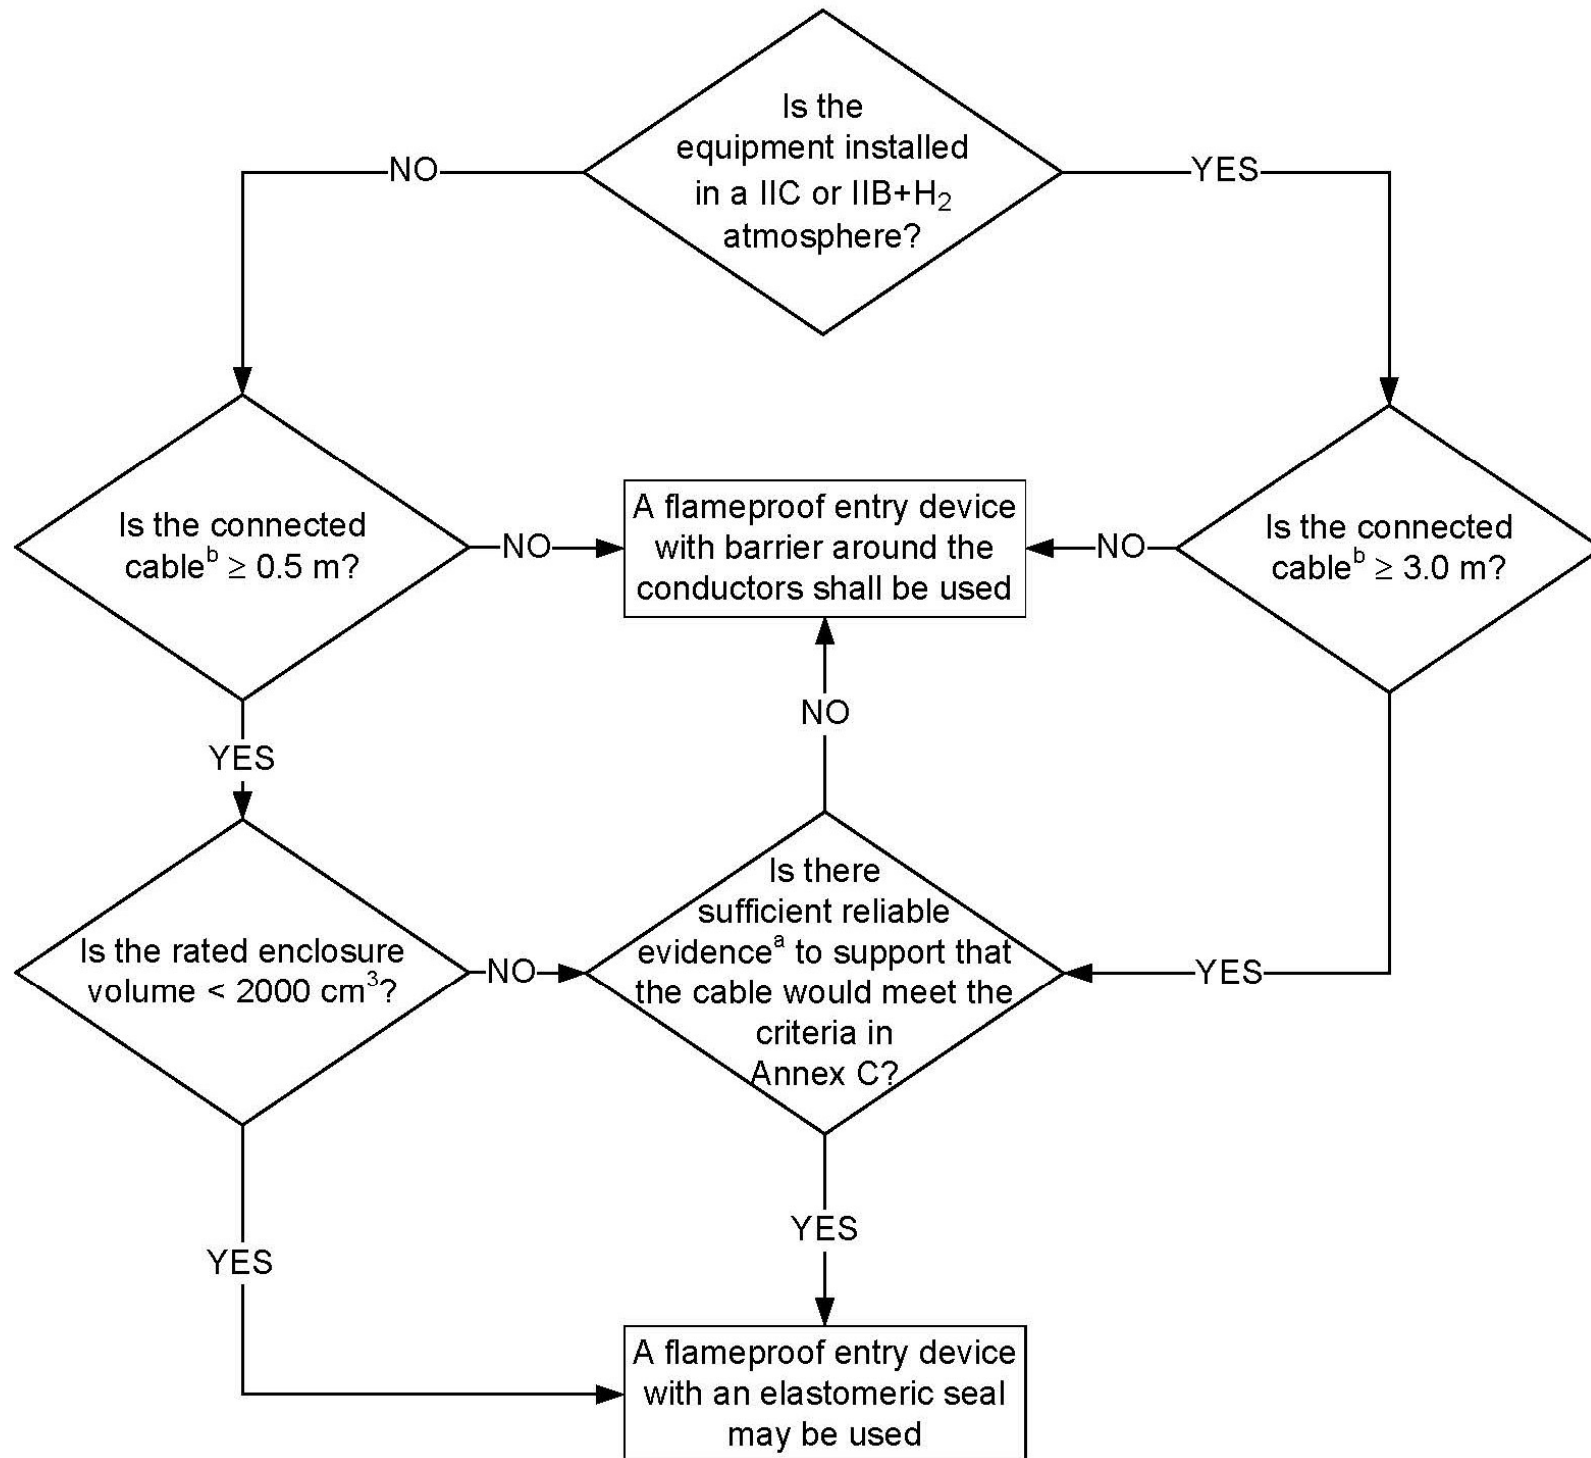 Is the
equipment installed
in a IIC or IIB+H₂
atmosphere?
NO
YES
Is the connected
cableᵇ ≥ 0.5 m?
NO
A flameproof entry device
with barrier around the
conductors shall be used
NO
Is the connected
cableᵇ ≥ 3.0 m?
NO
YES
Is the rated enclosure
volume < 2000 cm³?
NO
Is there
sufficient reliable
evidenceᵃ to support that
the cable would meet the
criteria in
Annex C?
YES
YES
YES
A flameproof entry device
with an elastomeric seal
may be used